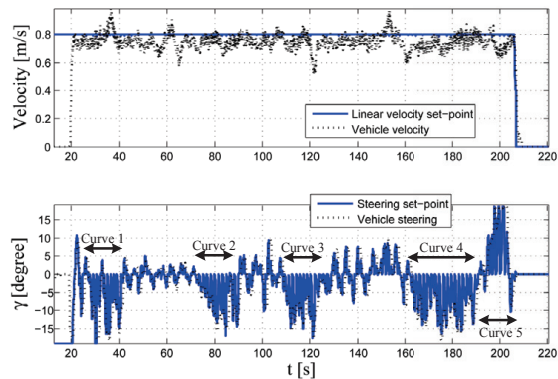 Velocity [m/s]
0.8
0.6
0.4
0.2
0
Linear velocity set-point
Vehicle velocity
20 40 60 80 100 120 140 160 180 200 220
γ [degree]
15
10
5
0
-5
-10
-15
Steering set-point
Vehicle steering
Curve 1
Curve 2
Curve 3
Curve 4
Curve 5
20 40 60 80 100 120 140 160 180 200 220
t [s]